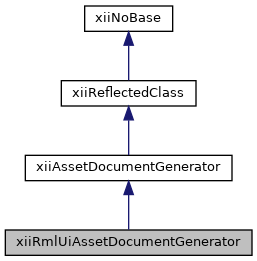 xiiNoBase
xiiReflectedClass
xiiAssetDocumentGenerator
xiiRmlUiAssetDocumentGenerator